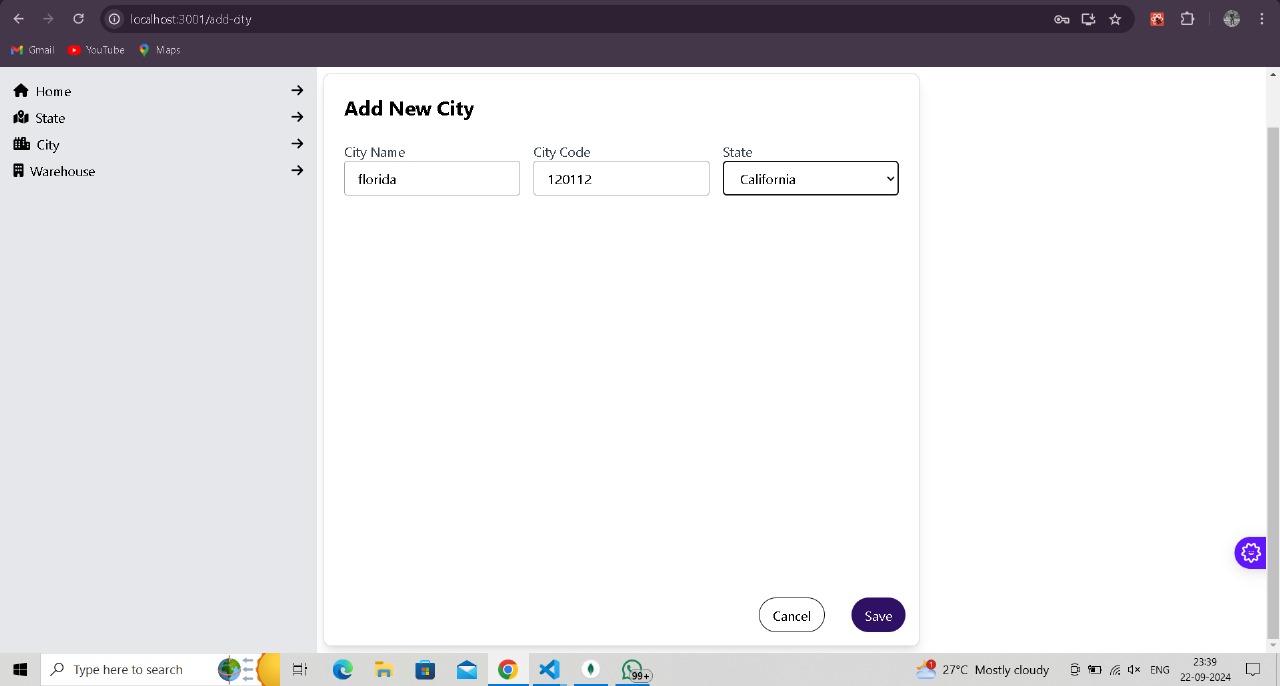 localhost:3001/add-city
Gmail YouTube Maps
Home
State
City
Warehouse
Add New City
City Name City Code State
florida 120112 California
Cancel Save
Type here to search
99+
1
27°C Mostly cloudy
ENG
23:39
22-09-2024